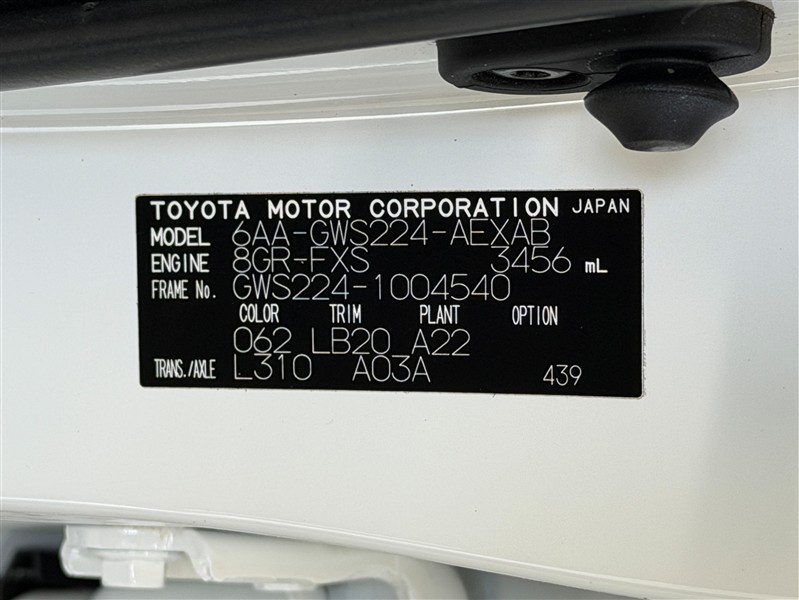 TOYOTA MOTOR CORPORATION JAPAN
MODEL 6AA-GWS224-AEXAB
ENGINE 8GR-FXS 3456 mL
FRAME No. GWS224-1004540
COLOR TRIM PLANT OPTION
062 LB20 A22
TRANS./AXLE L310 A03A 439